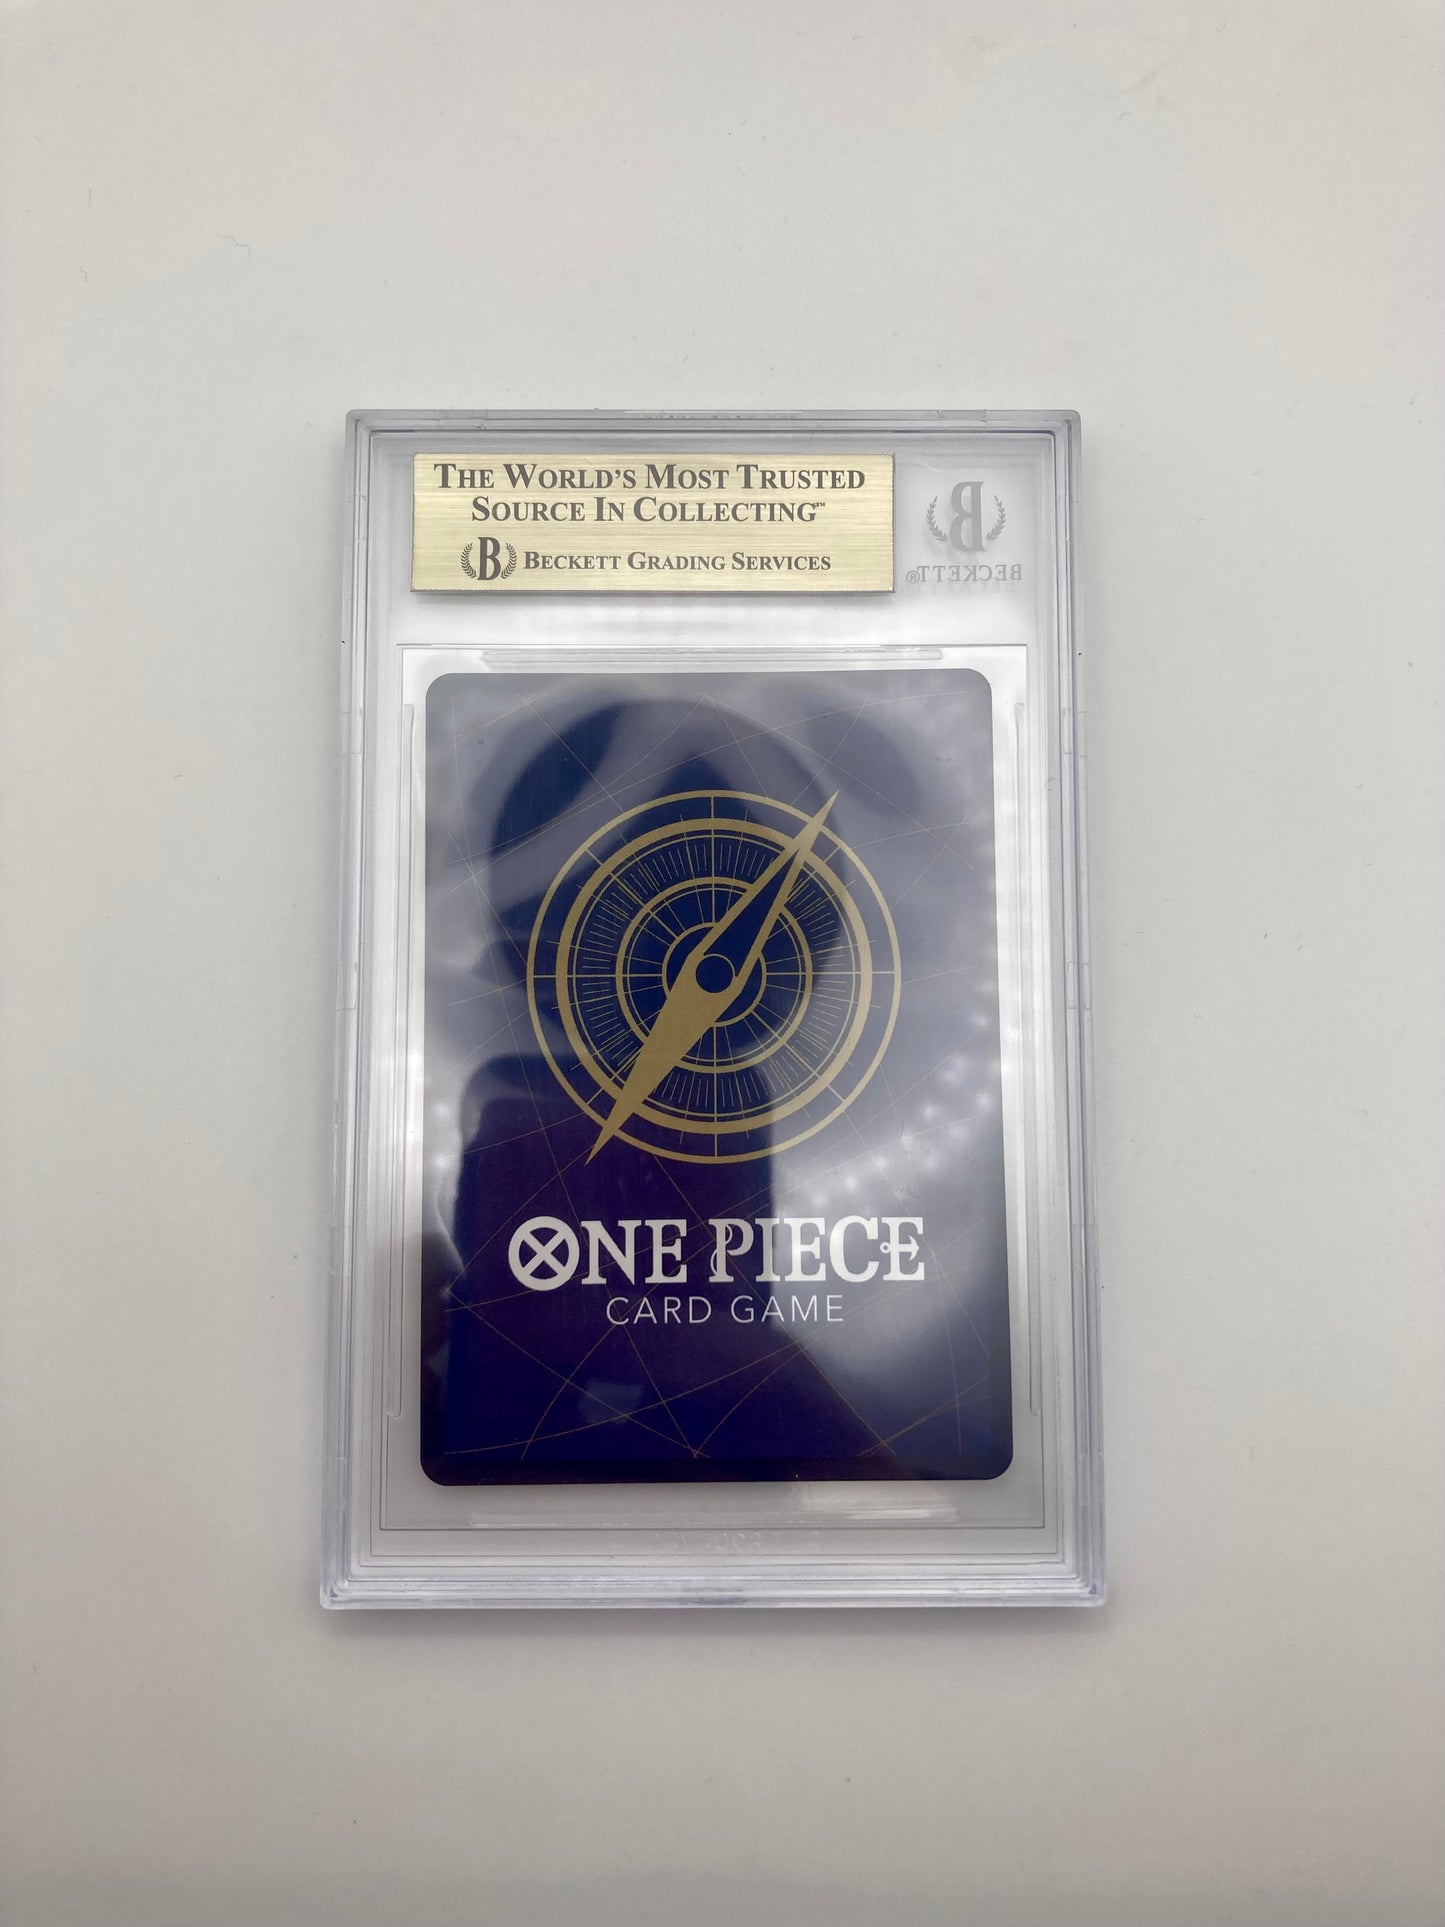 THE WORLD'S MOST TRUSTED
SOURCE IN COLLECTING™
B BECKETT GRADING SERVICES
B
BECKETT®
ONE PIECE
CARD GAME